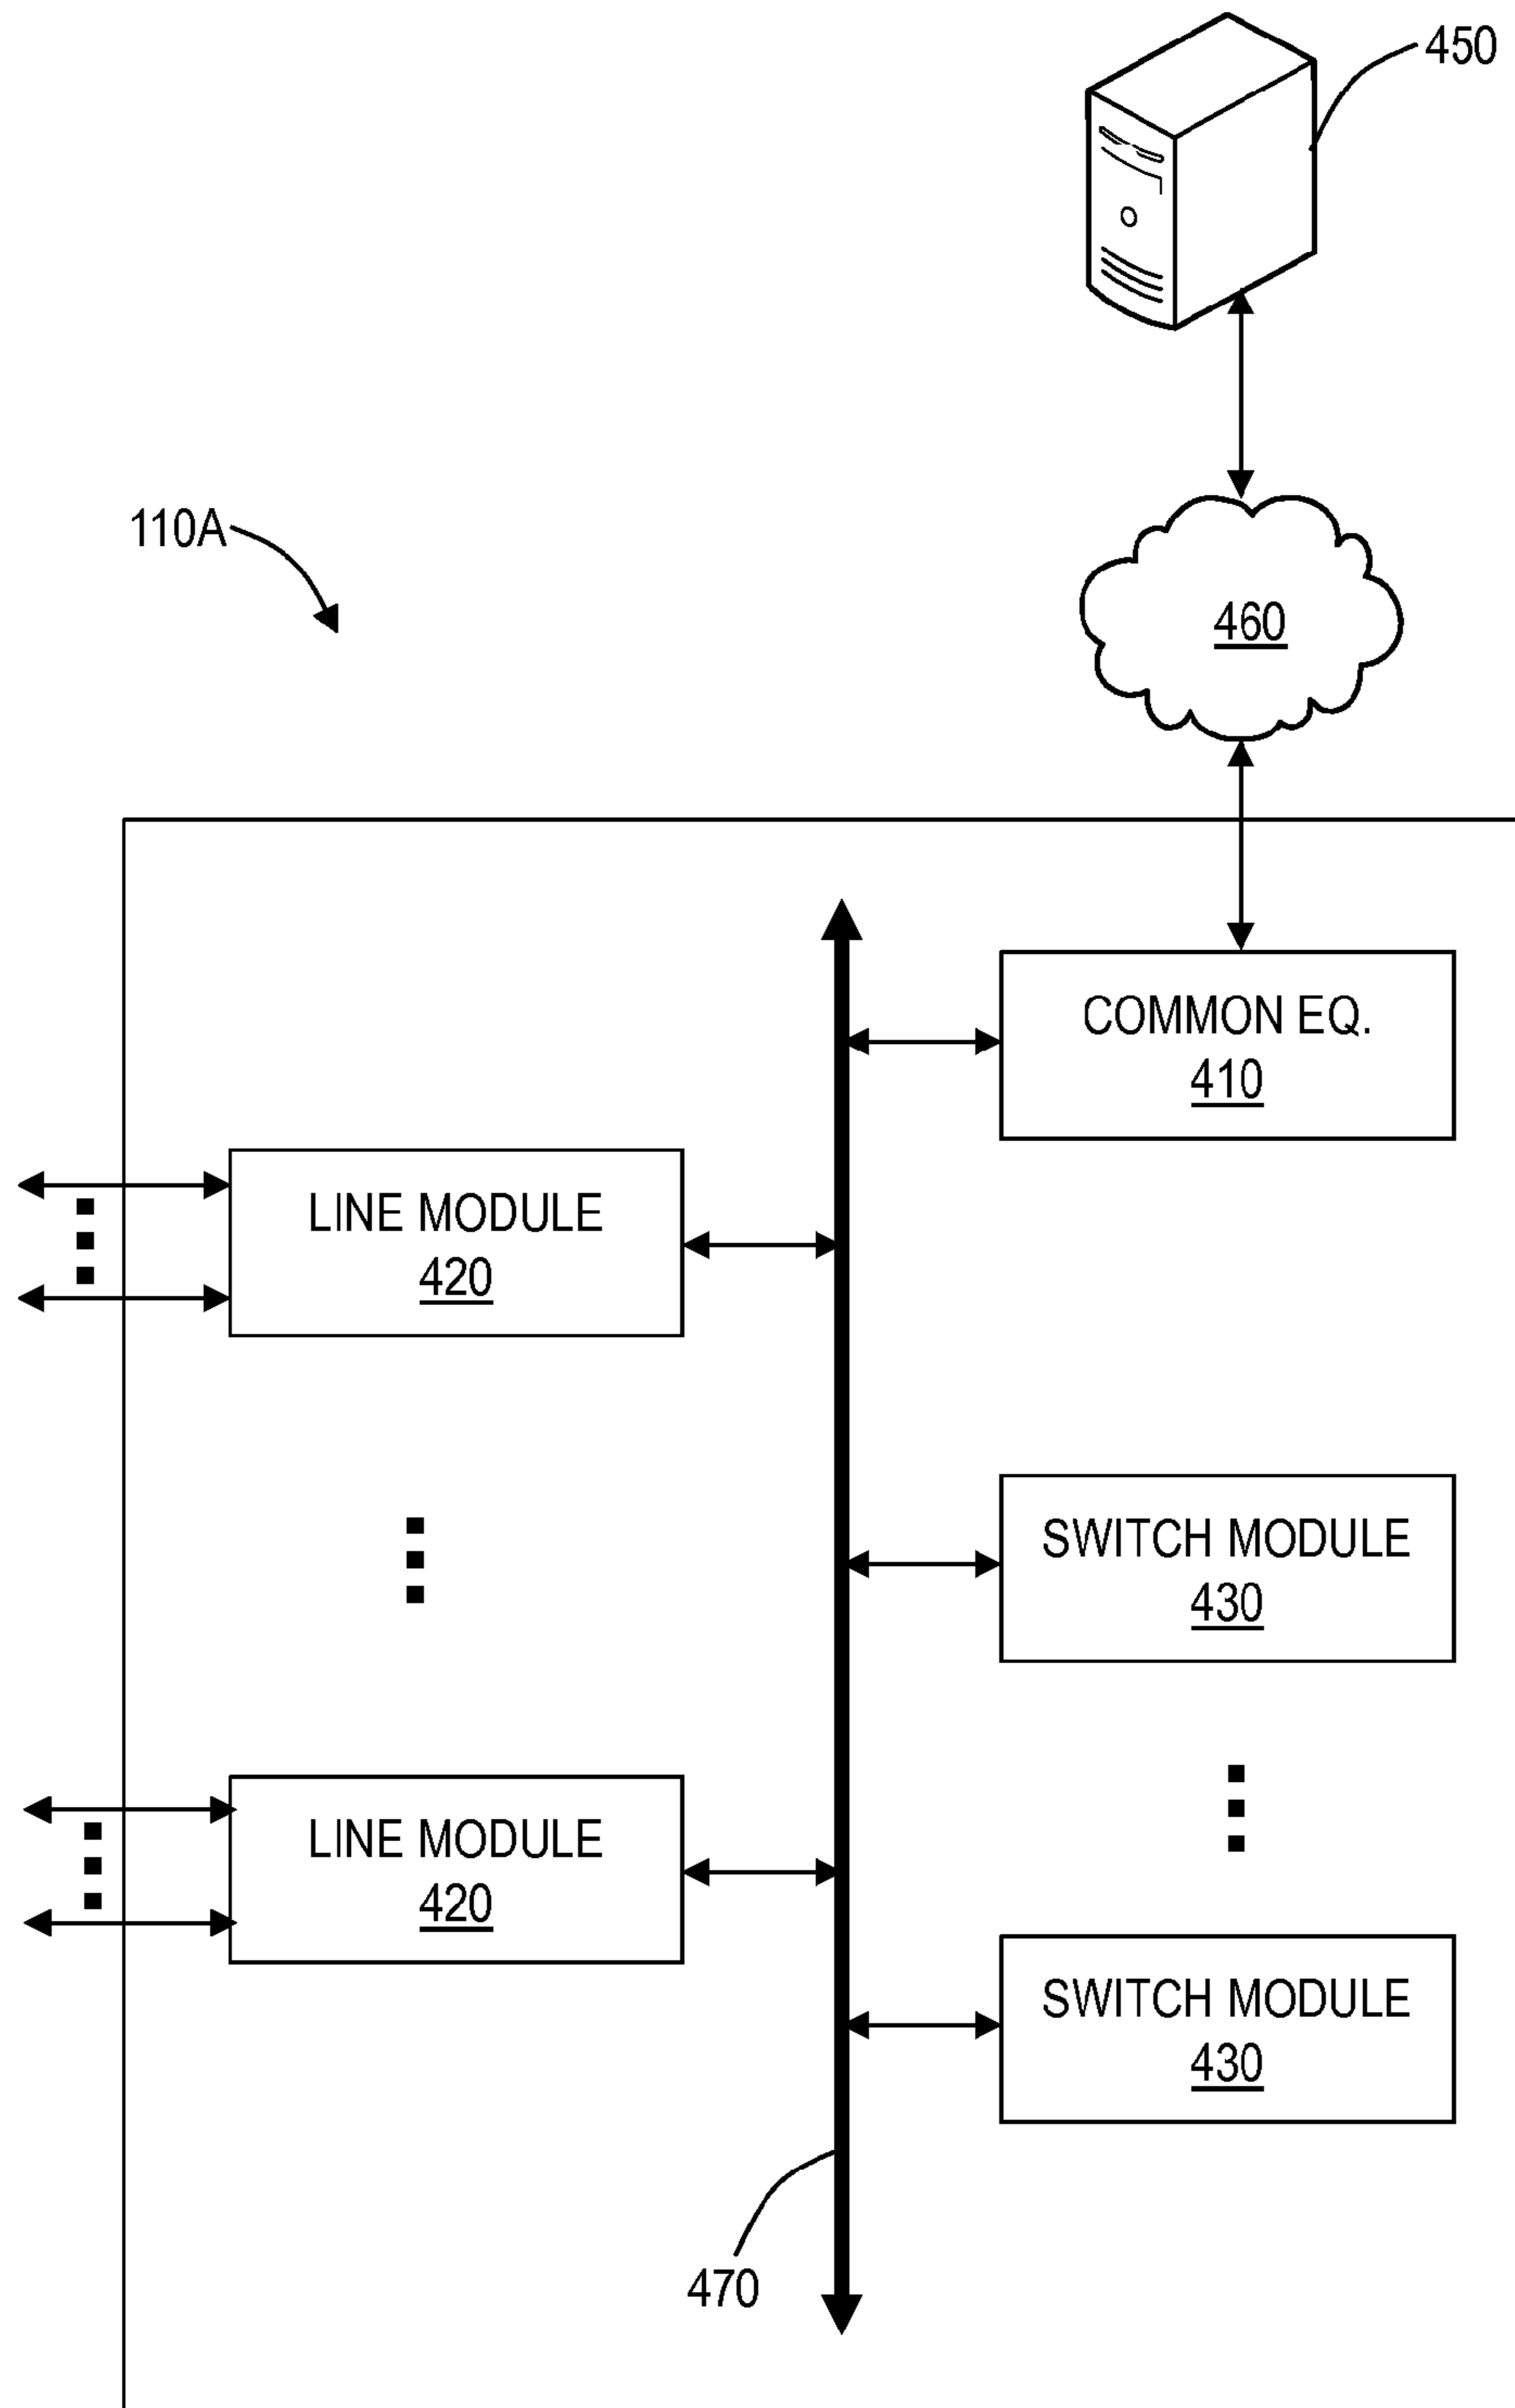 450
110A
460
COMMON EQ.
410
LINE MODULE
420
SWITCH MODULE
430
LINE MODULE
420
SWITCH MODULE
430
470